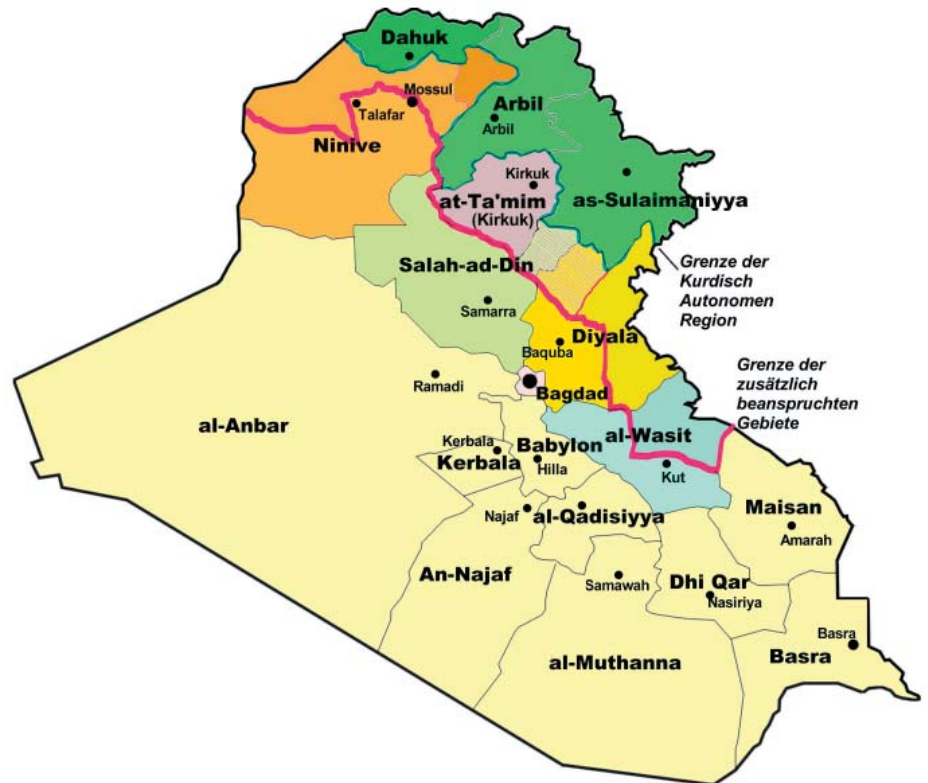 Dahuk
Mossul
Talafar
Ninive
Arbil
Arbil
Kirkuk
at-Ta'mim
(Kirkuk)
as-Sulaimaniyya
Salah-ad-Din
Samarra
Grenze der
Kurdisch
Autonomen
Region
Diyala
Baquba
Ramadi
Bagdad
Grenze der
zusätzlich
beanspruchten
Gebiete
al-Anbar
Babylon
al-Wasit
Kerbala
Kerbala
Hilla
Kut
Najaf
al-Qadisiyya
Maisan
Amarah
An-Najaf
Samawah
Dhi Qar
Nasiriya
al-Muthanna
Basra
Basra